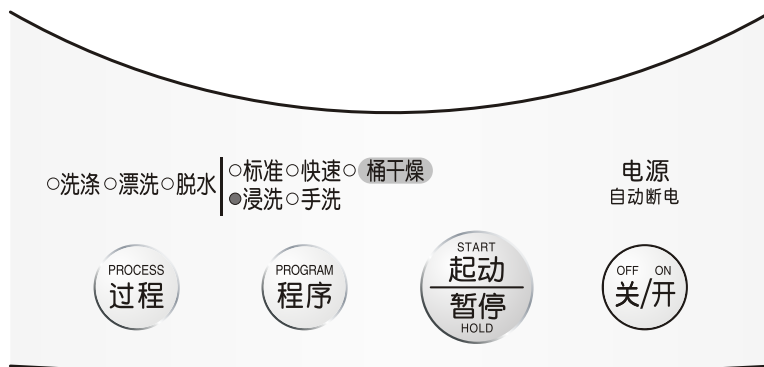 ○洗涤○漂洗○脱水
○标准○快速○桶干燥
●浸洗○手洗
电源
自动断电
PROCESS
过程
PROGRAM
程序
START
起动
暂停
HOLD
OFF ON
关/开